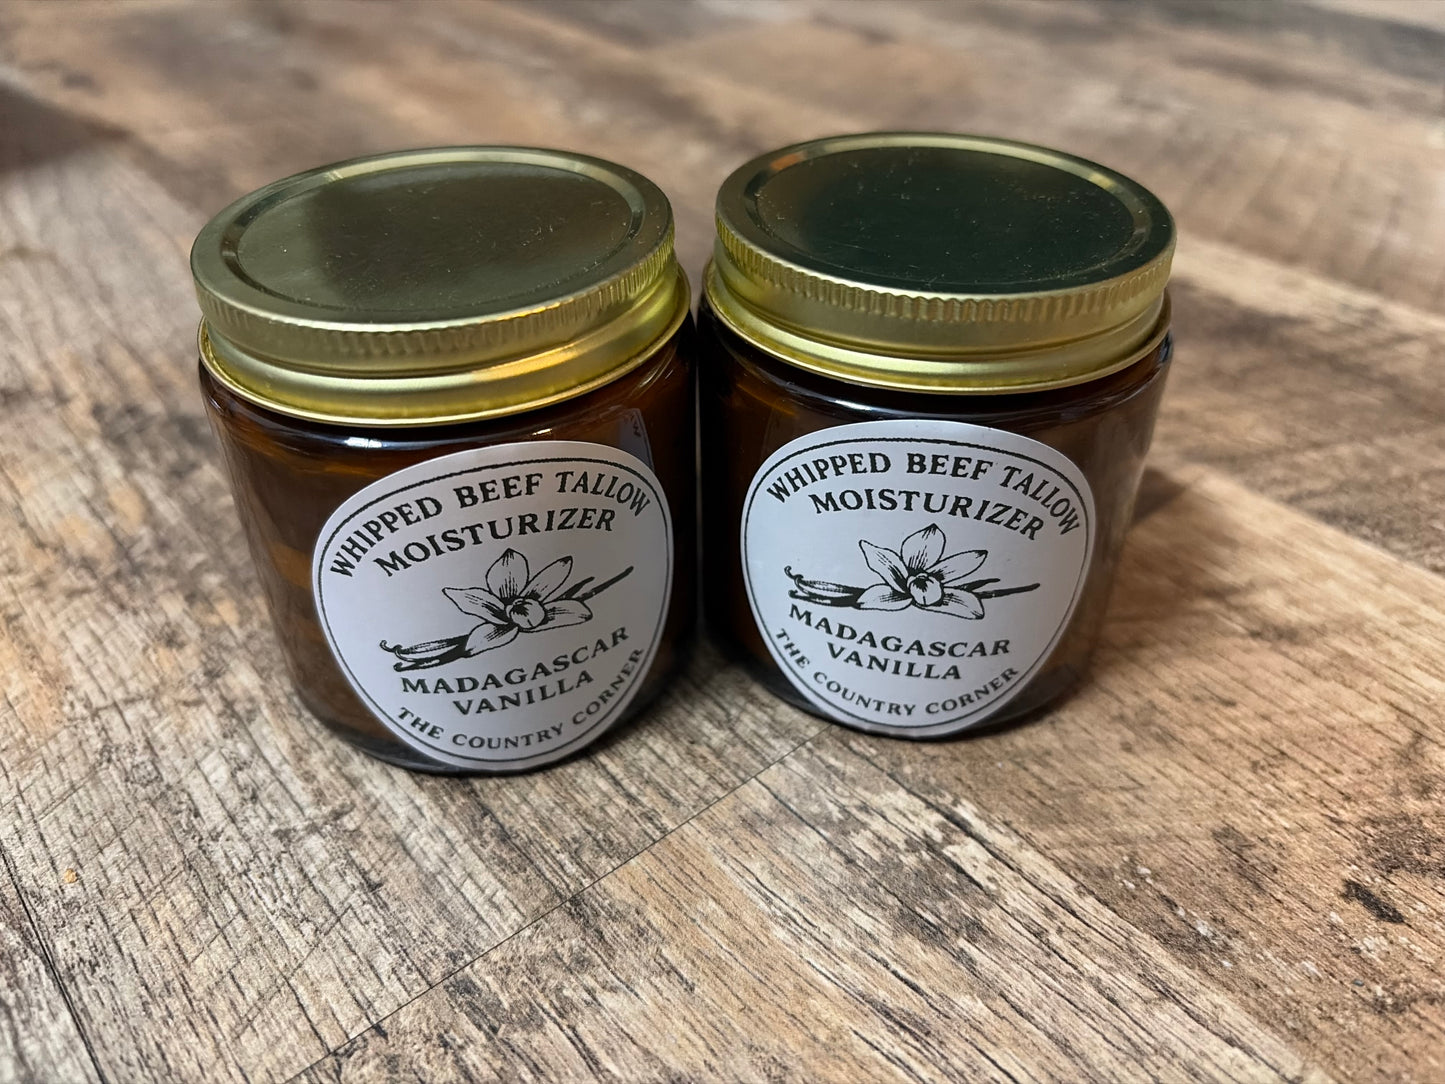 WHIPPED BEEF TALLOW
MOISTURIZER
MADAGASCAR
VANILLA
THE COUNTRY CORNER
WHIPPED BEEF TALLOW
MOISTURIZER
MADAGASCAR
VANILLA
THE COUNTRY CORNER